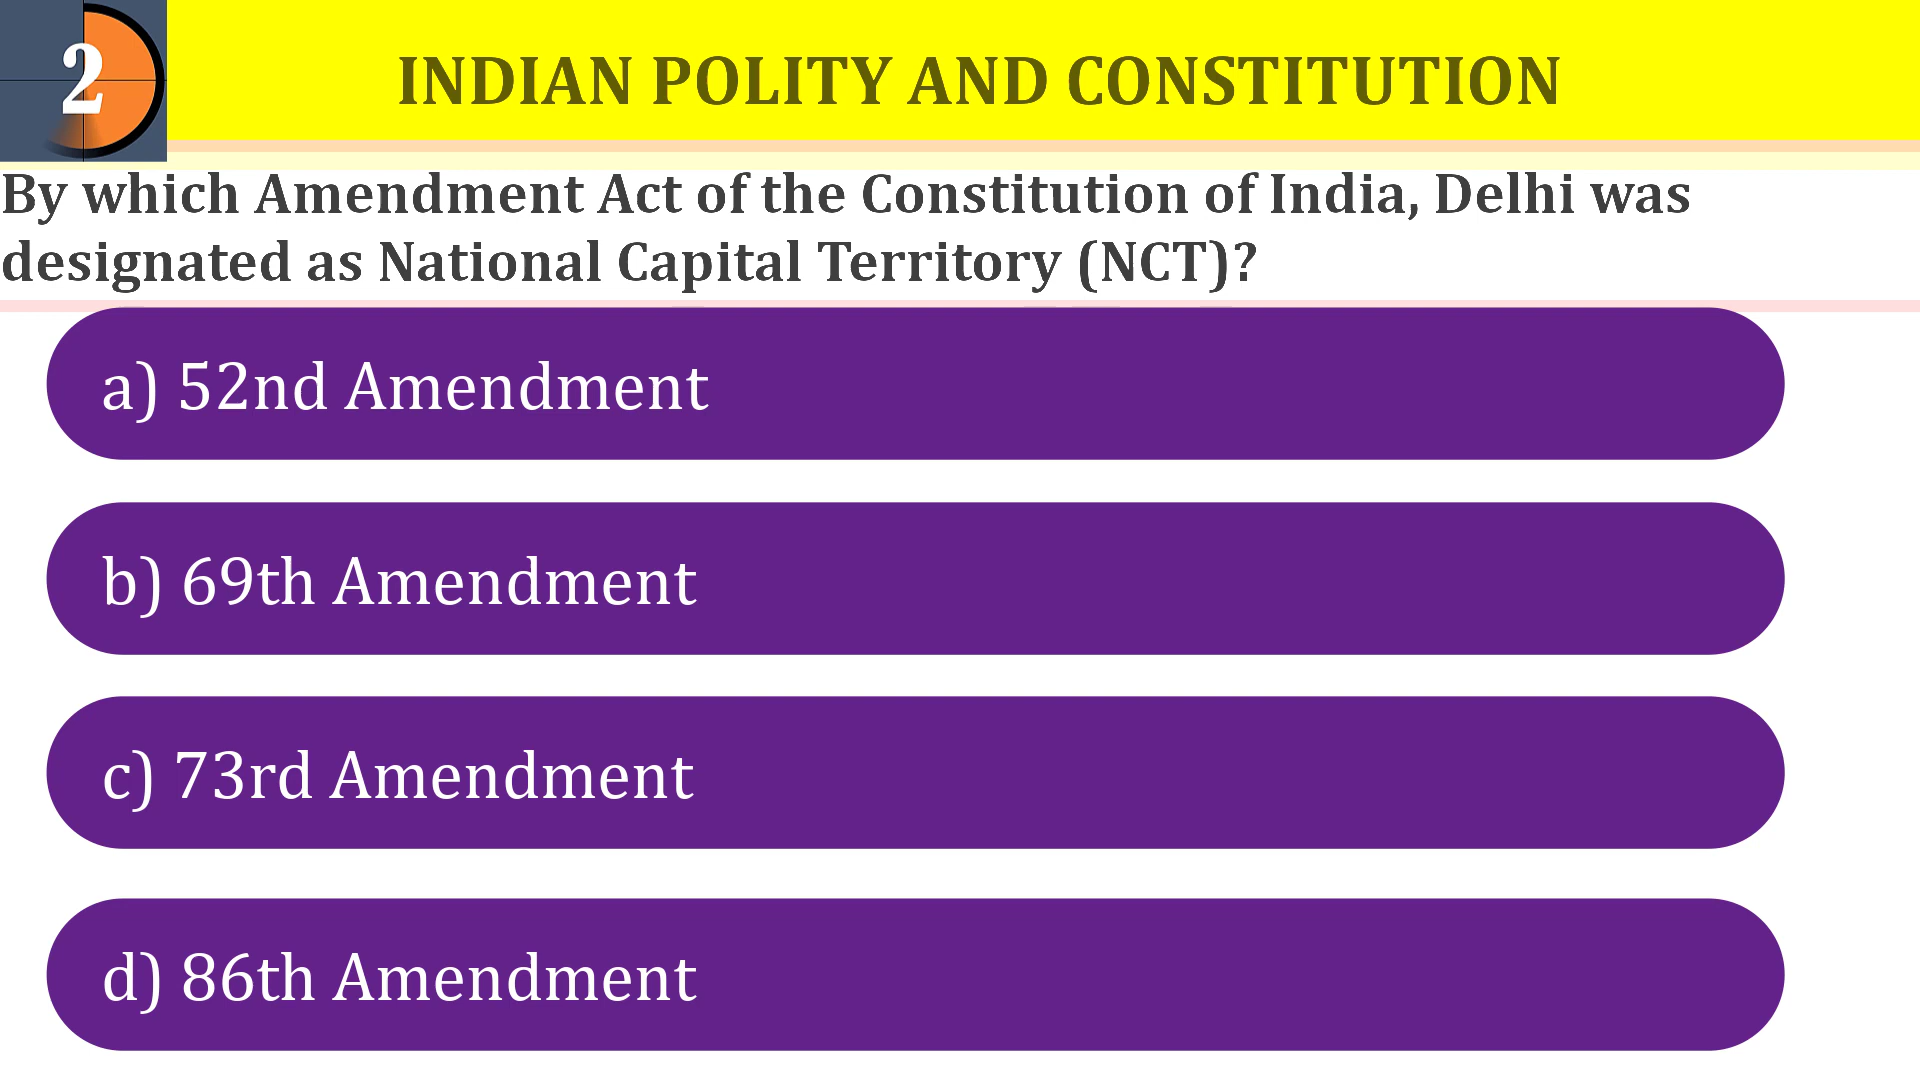 2
INDIAN POLITY AND CONSTITUTION
By which Amendment Act of the Constitution of India, Delhi was
designated as National Capital Territory (NCT)?
a) 52nd Amendment
b) 69th Amendment
c) 73rd Amendment
d) 86th Amendment